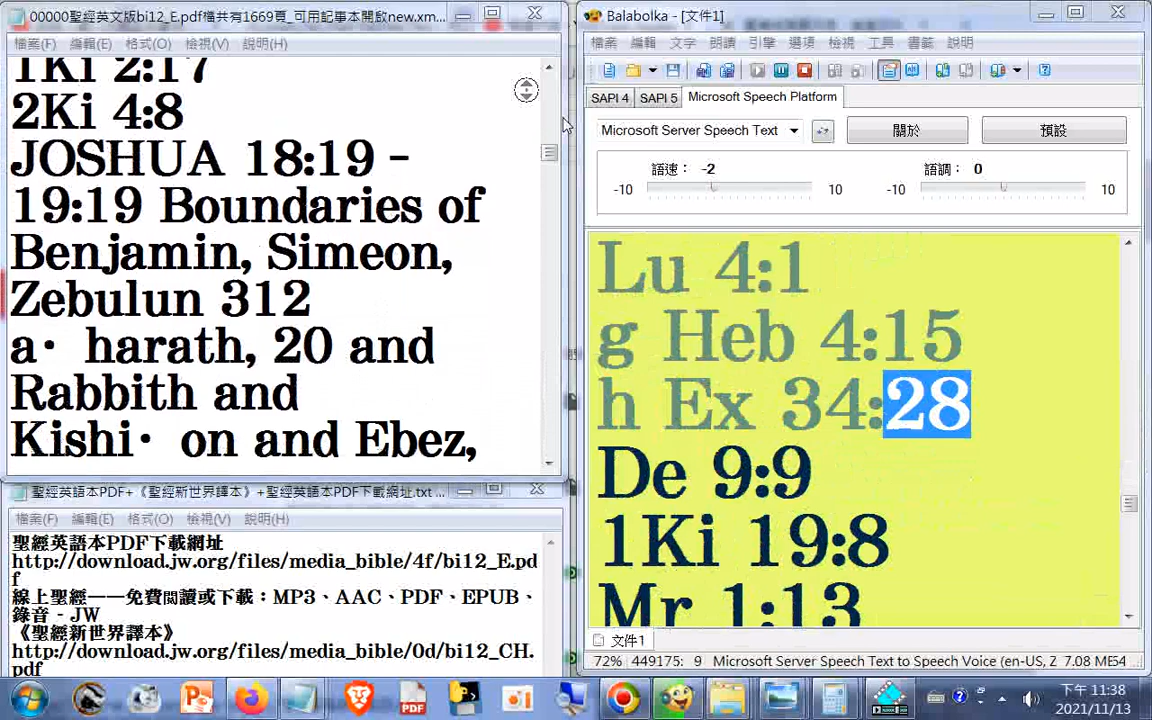 00000聖經英文版bi12_E.pdf檔共有1669頁_可用記事本開啟new.xm...
檔案(F) 編輯(E) 格式(O) 檢視(V) 說明(H)
1Ki 2:17
2Ki 4:8
JOSHUA 18:19 -
19:19 Boundaries of
Benjamin, Simeon,
Zebulun 312
a· harath, 20 and
Rabbith and
Kishi· on and Ebez,
聖經英語本PDF+《聖經新世界譯本》+聖經英語本PDF下載網址.txt ...
檔案(F) 編輯(E) 格式(O) 檢視(V) 說明(H)
聖經英語本PDF下載網址
http://download.jw.org/files/media_bible/4f/bi12_E.pd
f
線上聖經——免費閱讀或下載：MP3、AAC、PDF、EPUB、
錄音 - JW
《聖經新世界譯本》
http://download.jw.org/files/media_bible/0d/bi12_CH.
pdf
Balabolka - [文件1]
檔案 編輯 文字 朗讀 引擎 選項 檢視 工具 書籤 說明
SAPI 4 SAPI 5 Microsoft Speech Platform
Microsoft Server Speech Text 關於 預設
語速： -2 語調： 0
-10 10 -10 10
Lu 4:1
g Heb 4:15
h Ex 34:28
De 9:9
1Ki 19:8
Mr 1:13
文件1
72% 449175: 9 Microsoft Server Speech Text to Speech Voice (en-US, Z 7.08 ME54
下午 11:38
2021/11/13